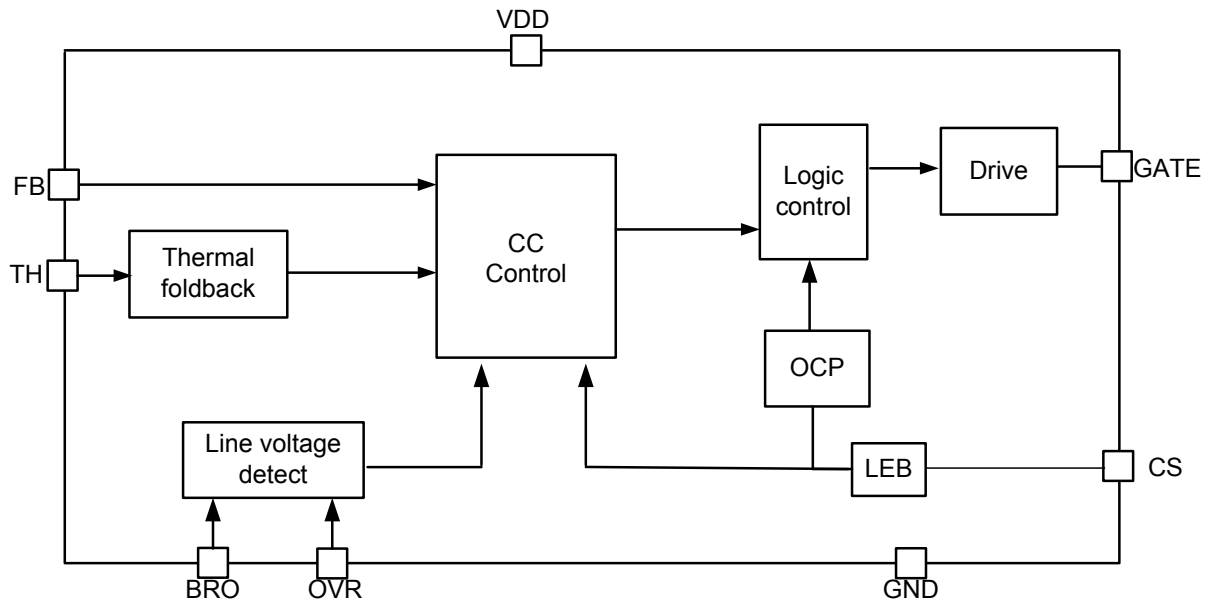 VDD
FB
TH
Thermal
foldback
CC
Control
Logic
control
Drive
GATE
OCP
Line voltage
detect
LEB
CS
BRO
OVR
GND